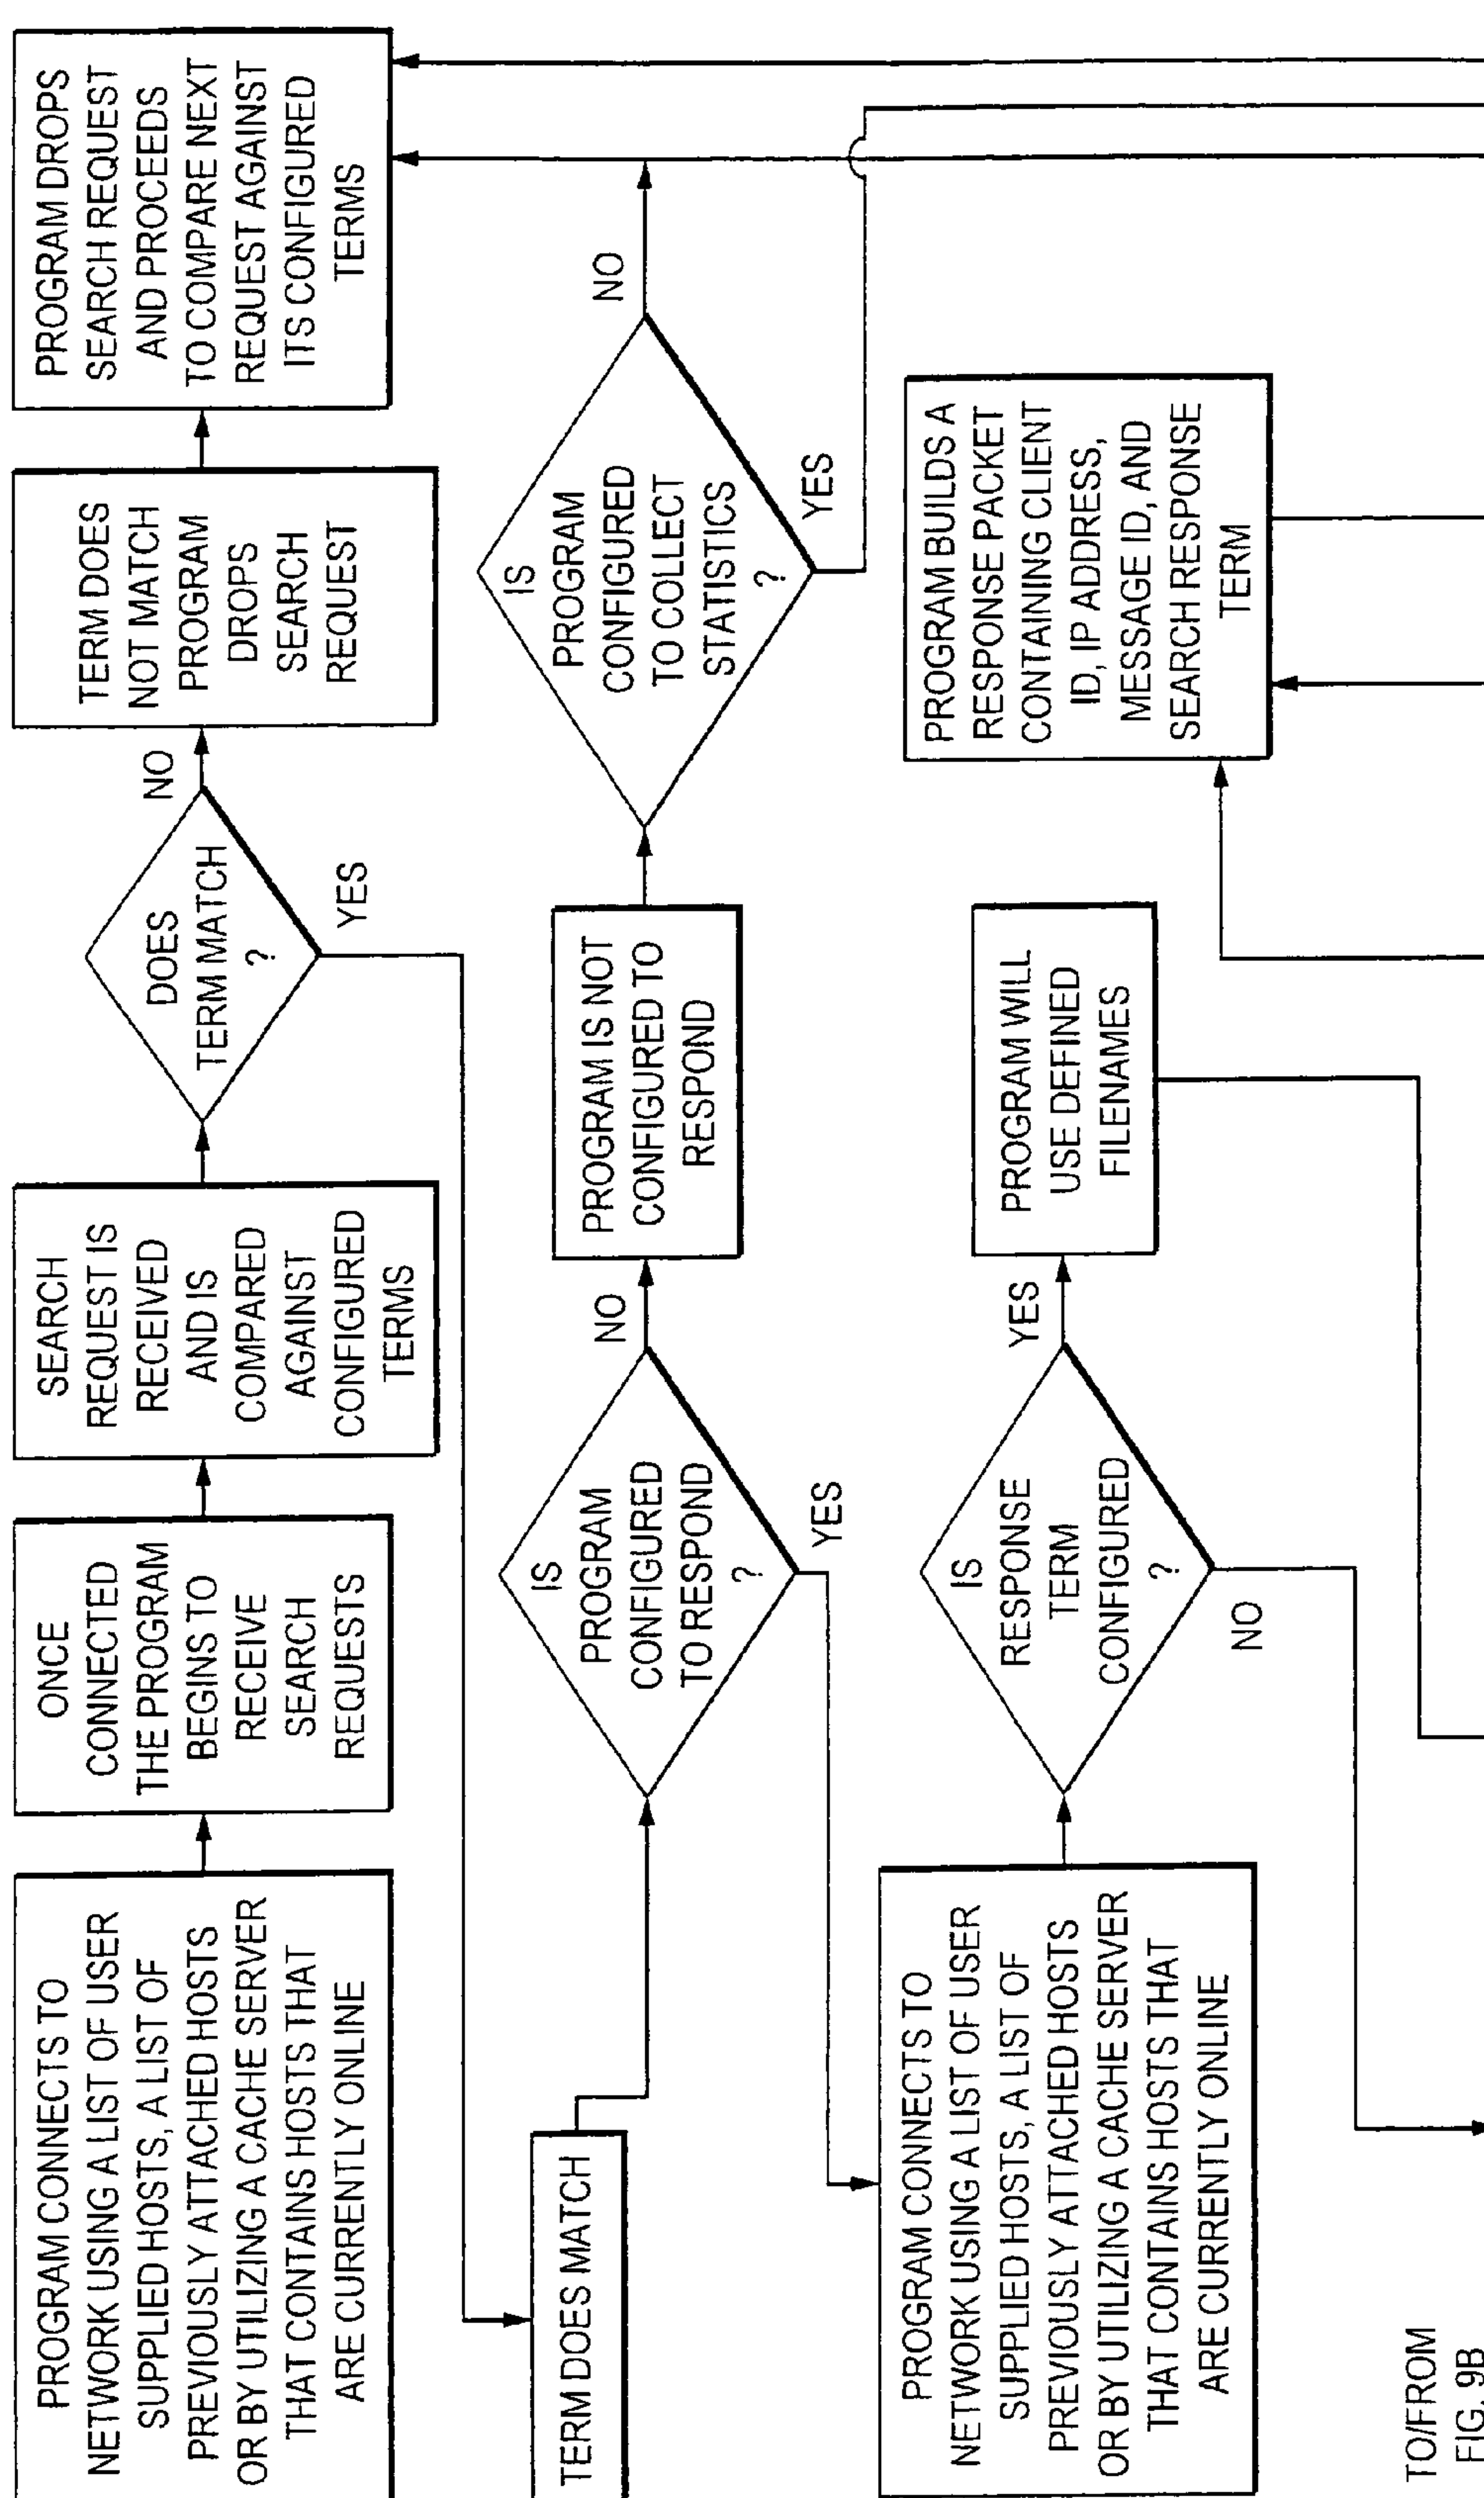 PROGRAM CONNECTS TO
NETWORK USING A LIST OF USER
SUPPLIED HOSTS, A LIST OF
PREVIOUSLY ATTACHED HOSTS
OR BY UTILIZING A CACHE SERVER
THAT CONTAINS HOSTS THAT
ARE CURRENTLY ONLINE
ONCE
CONNECTED
THE PROGRAM
BEGINS TO
RECEIVE
SEARCH
REQUESTS
SEARCH
REQUEST IS
RECEIVED
AND IS
COMPARED
AGAINST
CONFIGURED
TERMS
DOES
TERM MATCH
?
NO
YES
TERM DOES
NOT MATCH
PROGRAM
DROPS
SEARCH
REQUEST
PROGRAM DROPS
SEARCH REQUEST
AND PROCEEDS
TO COMPARE NEXT
REQUEST AGAINST
ITS CONFIGURED
TERMS
TERM DOES MATCH
IS
PROGRAM
CONFIGURED
TO RESPOND
?
NO
YES
PROGRAM IS NOT
CONFIGURED TO
RESPOND
IS
PROGRAM
CONFIGURED
TO COLLECT
STATISTICS
?
NO
YES
PROGRAM CONNECTS TO
NETWORK USING A LIST OF USER
SUPPLIED HOSTS, A LIST OF
PREVIOUSLY ATTACHED HOSTS
OR BY UTILIZING A CACHE SERVER
THAT CONTAINS HOSTS THAT
ARE CURRENTLY ONLINE
IS
RESPONSE
TERM
CONFIGURED
?
YES
NO
PROGRAM WILL
USE DEFINED
FILENAMES
PROGRAM BUILDS A
RESPONSE PACKET
CONTAINING CLIENT
ID, IP ADDRESS,
MESSAGE ID, AND
SEARCH RESPONSE
TERM
TO/FROM
FIG. 9B